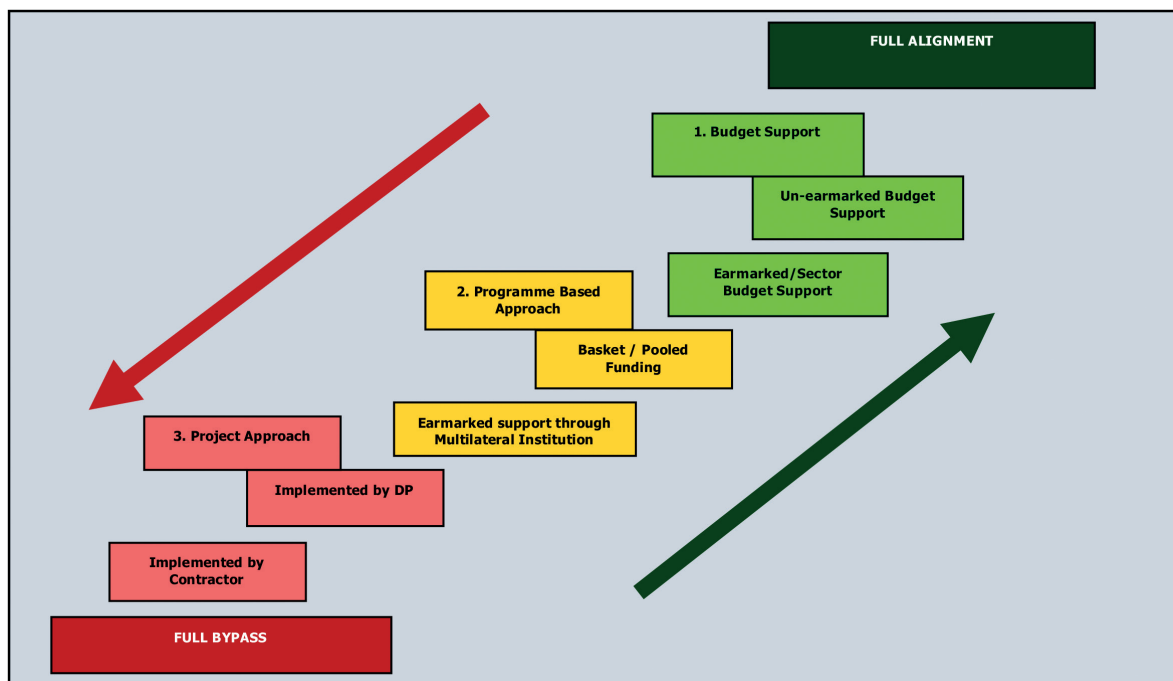 FULL ALIGNMENT
1. Budget Support
Un-earmarked Budget
Support
Earmarked/Sector
Budget Support
2. Programme Based
Approach
Basket / Pooled
Funding
Earmarked support through
Multilateral Institution
3. Project Approach
Implemented by DP
Implemented by
Contractor
FULL BYPASS